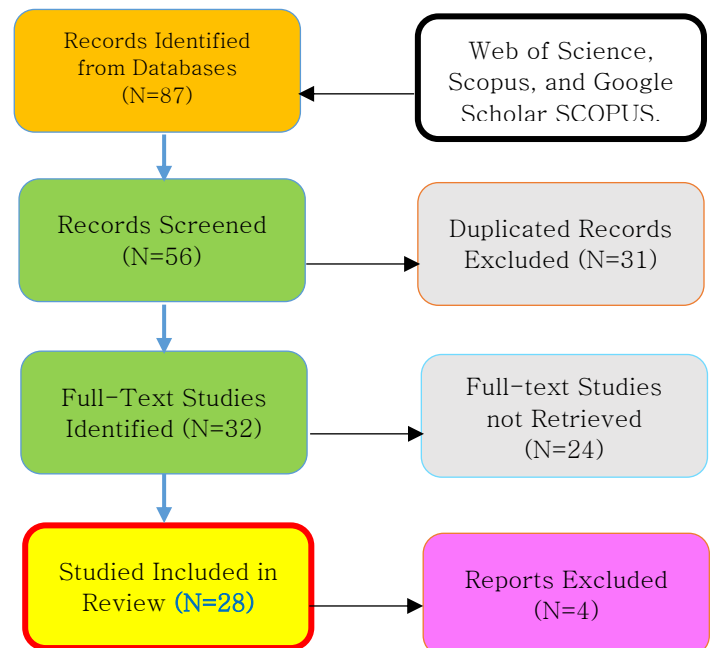 Records Identified
from Databases
(N=87)
Web of Science,
Scopus, and Google
Scholar SCOPUS.
Records Screened
(N=56)
Duplicated Records
Excluded (N=31)
Full-Text Studies
Identified (N=32)
Full-text Studies
not Retrieved
(N=24)
Studied Included in
Review (N=28)
Reports Excluded
(N=4)